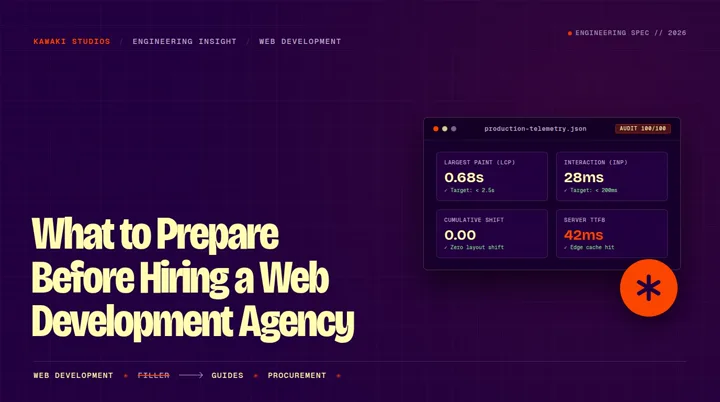 KAWAKI STUDIOS / ENGINEERING INSIGHT / WEB DEVELOPMENT
ENGINEERING SPEC // 2026
production-telemetry.json
AUDIT 100/100
LARGEST PAINT (LCP)
0.68s
✓ Target: < 2.5s
INTERACTION (INP)
28ms
✓ Target: < 200ms
CUMULATIVE SHIFT
0.00
✓ Zero layout shift
SERVER TTFB
42ms
✓ Edge cache hit
What to Prepare
Before Hiring a Web
Development Agency
WEB DEVELOPMENT * FILLER → GUIDES * PROCUREMENT *